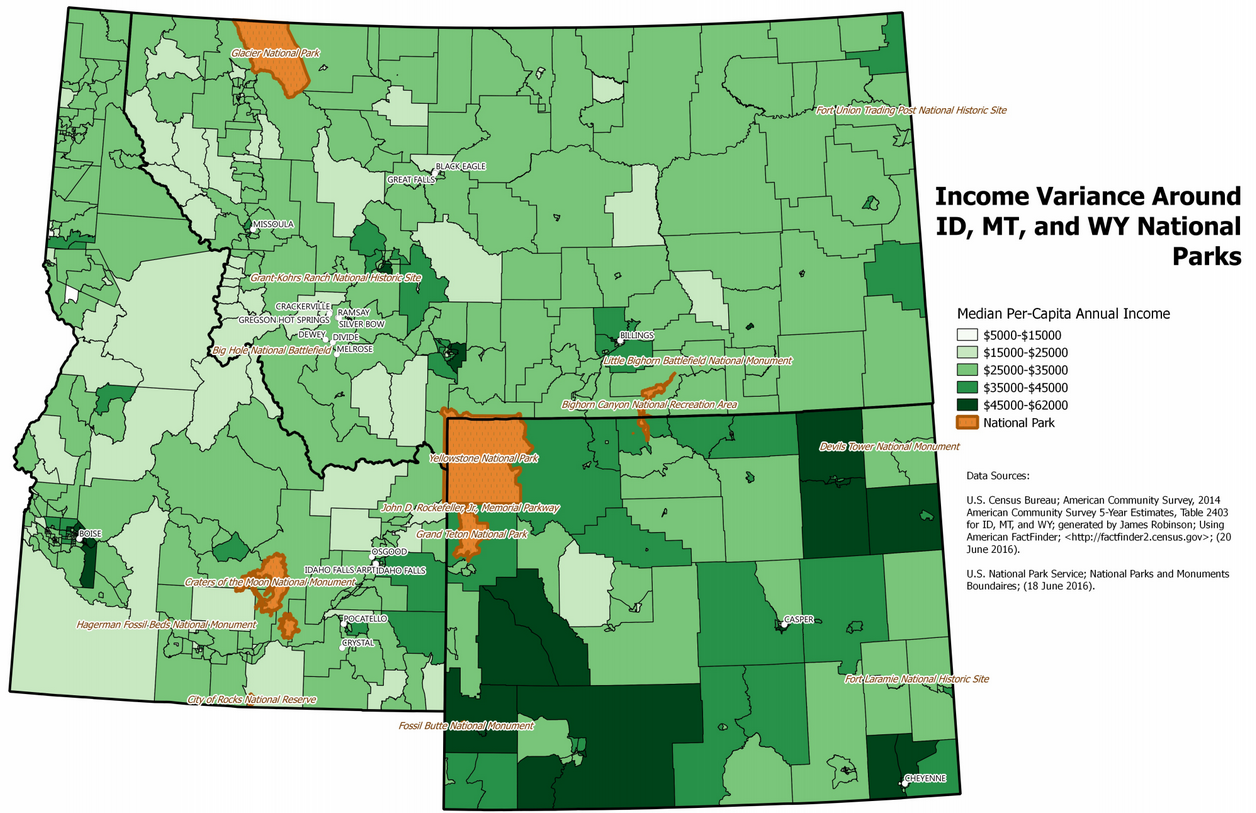 Glacier National Park
Fort Union Trading Post National Historic Site
BLACK EAGLE
GREAT FALLS
Income Variance Around
ID, MT, and WY National
Parks
MISSOULA
Grant-Kohrs Ranch National Historic Site
CRACKERVILLE
RAMSAY
GREGSON HOT SPRINGS
SILVER BOW
DEWEY
DIVIDE
MELROSE
Big Hole National Battlefield
BILLINGS
Little Bighorn Battlefield National Monument
Median Per-Capita Annual Income
$5000-$15000
$15000-$25000
$25000-$35000
$35000-$45000
$45000-$62000
National Park
Bighorn Canyon National Recreation Area
Devils Tower National Monument
Yellowstone National Park
John D. Rockefeller, Jr., Memorial Parkway
Grand Teton National Park
Data Sources:
U.S. Census Bureau; American Community Survey, 2014
American Community Survey 5-Year Estimates, Table 2403
for ID, MT, and WY; generated by James Robinson; Using
American FactFinder; <http://factfinder2.census.gov>; (20
June 2016).
U.S. National Park Service; National Parks and Monuments
Boundaires; (18 June 2016).
BOISE
OSGOOD
IDAHO FALLS ARPT
IDAHO FALLS
Craters of the Moon National Monument
Hagerman Fossil Beds National Monument
POCATELLO
CRYSTAL
CASPER
City of Rocks National Reserve
Fort Laramie National Historic Site
Fossil Butte National Monument
CHEYENNE